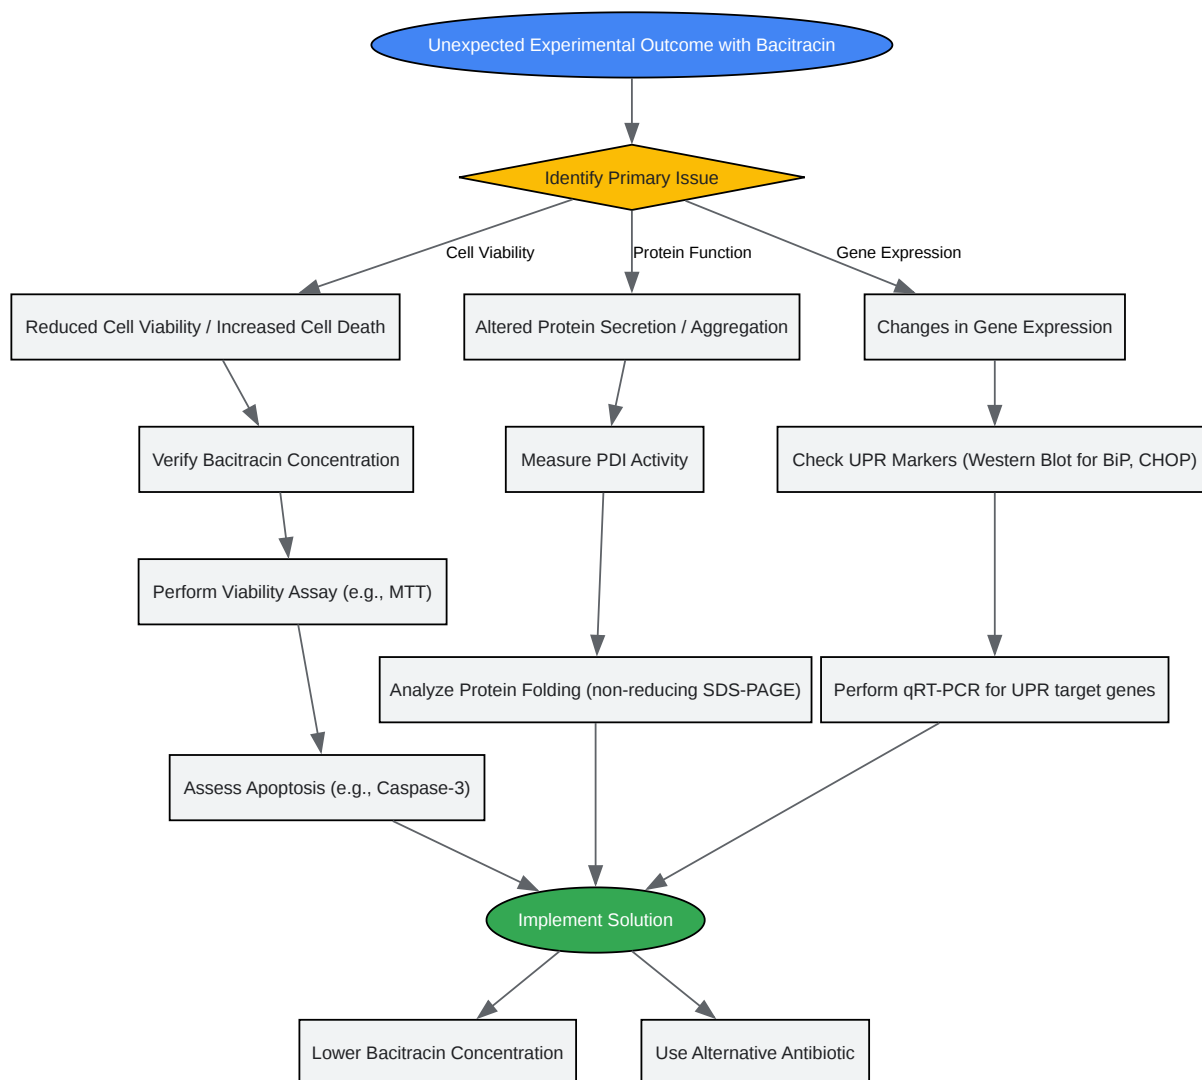 Unexpected Experimental Outcome with Bacitracin
Identify Primary Issue
Cell Viability
Protein Function
Gene Expression
Reduced Cell Viability / Increased Cell Death
Altered Protein Secretion / Aggregation
Changes in Gene Expression
Verify Bacitracin Concentration
Measure PDI Activity
Check UPR Markers (Western Blot for BiP, CHOP)
Perform Viability Assay (e.g., MTT)
Analyze Protein Folding (non-reducing SDS-PAGE)
Perform qRT-PCR for UPR target genes
Assess Apoptosis (e.g., Caspase-3)
Implement Solution
Lower Bacitracin Concentration
Use Alternative Antibiotic